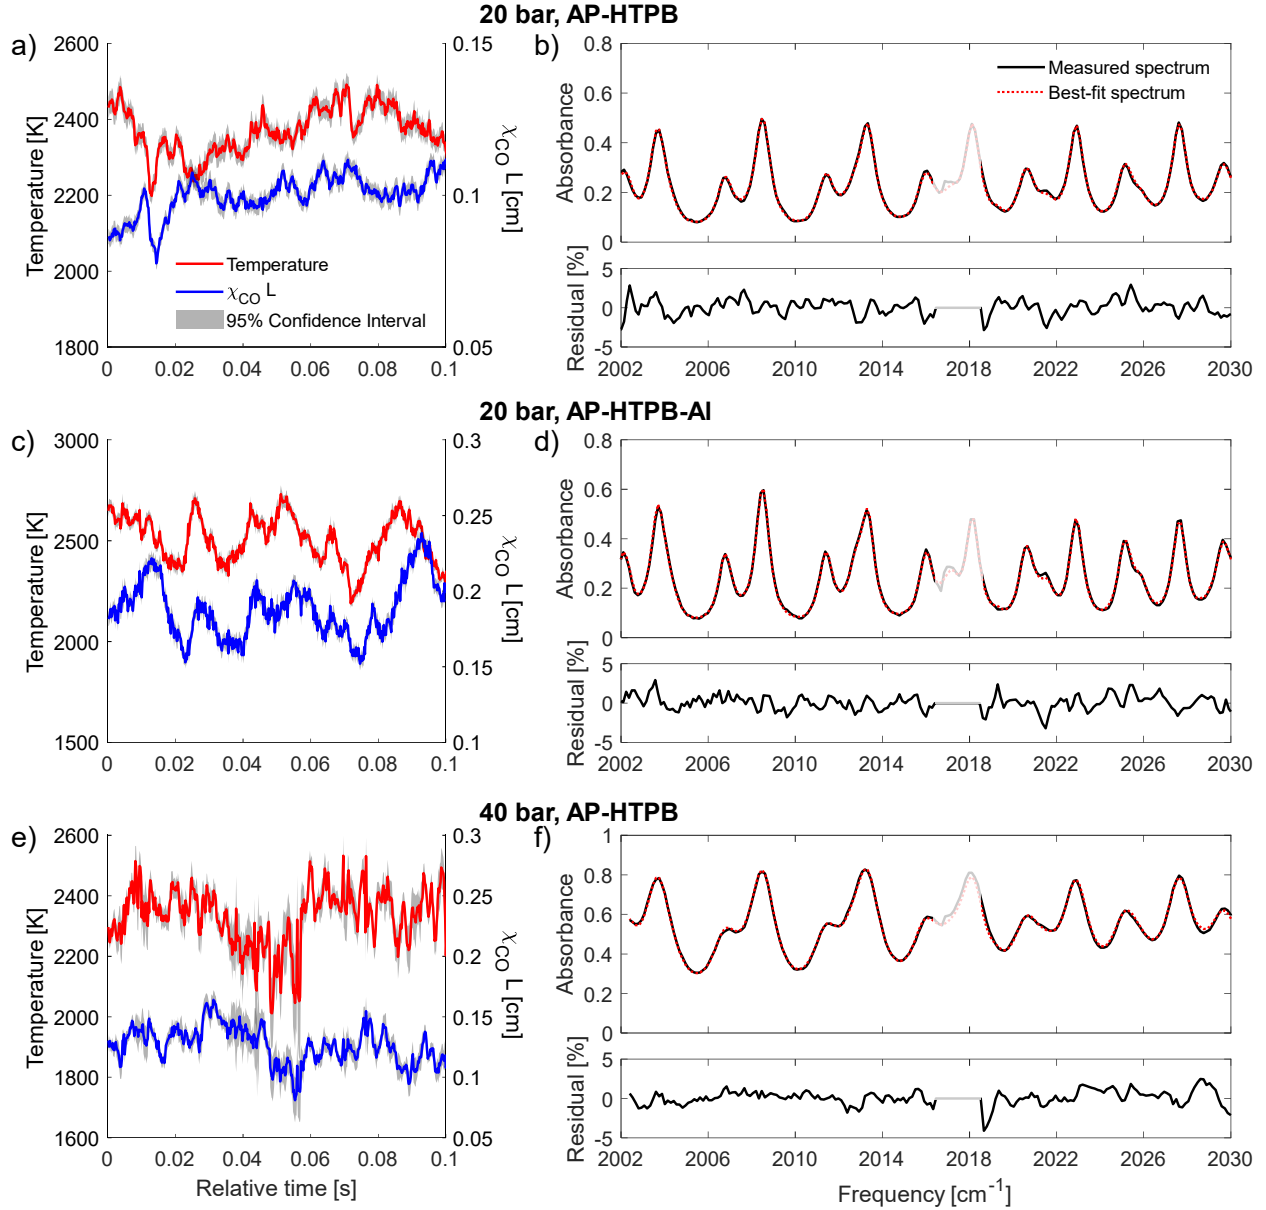 20 bar, AP-HTPB
a)
2600
2400
2200
2000
1800
Temperature [K]
0.15
0.1
0.05
χCO L [cm]
Temperature
χCO L
95% Confidence Interval
0 0.02 0.04 0.06 0.08 0.1
b)
0.8
0.6
0.4
0.2
0
Absorbance
Measured spectrum
Best-fit spectrum
5
0
-5
Residual [%]
2002 2006 2010 2014 2018 2022 2026 2030
20 bar, AP-HTPB-Al
c)
3000
2500
2000
1500
Temperature [K]
0.3
0.25
0.2
0.15
0.1
χCO L [cm]
0 0.02 0.04 0.06 0.08 0.1
d)
0.8
0.6
0.4
0.2
0
Absorbance
5
0
-5
Residual [%]
2002 2006 2010 2014 2018 2022 2026 2030
40 bar, AP-HTPB
e)
2600
2400
2200
2000
1800
1600
Temperature [K]
0.3
0.25
0.2
0.15
0.1
0.05
χCO L [cm]
0 0.02 0.04 0.06 0.08 0.1
Relative time [s]
f)
1
0.8
0.6
0.4
0.2
0
Absorbance
5
0
-5
Residual [%]
2002 2006 2010 2014 2018 2022 2026 2030
Frequency [cm-1]